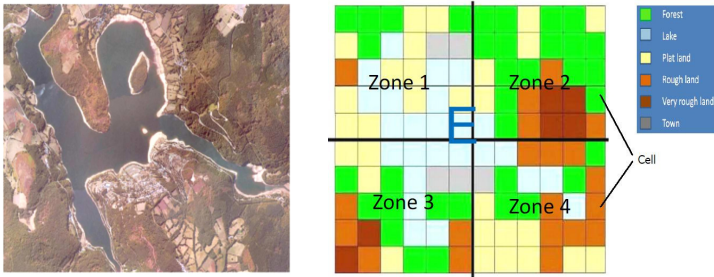 Zone 1
Zone 2
E
Zone 3
Zone 4
Forest
Lake
Plat land
Rough land
Very rough land
Town
Cell